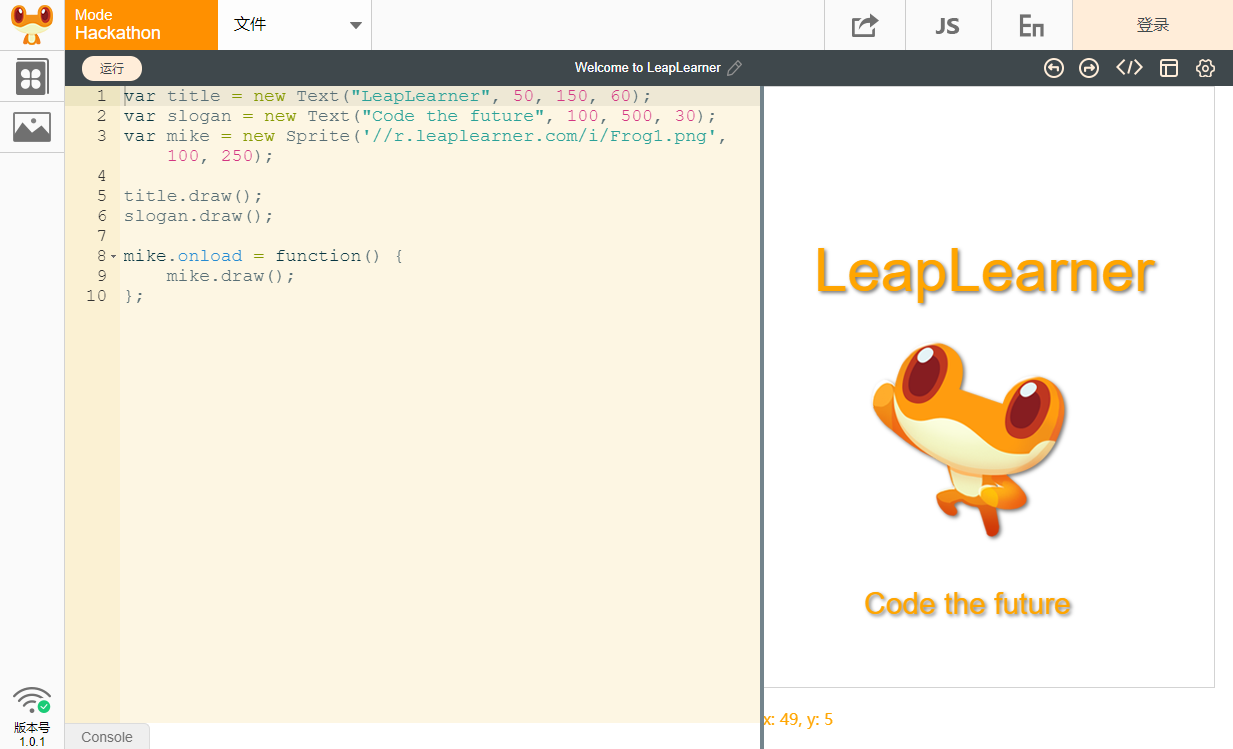 Mode
Hackathon
文件
JS
En
登录
运行
Welcome to LeapLearner
1 var title = new Text("LeapLearner", 50, 150, 60);
2 var slogan = new Text("Code the future", 100, 500, 30);
3 var mike = new Sprite('//r.leaplearner.com/i/Frog1.png',
100, 250);
4
5 title.draw();
6 slogan.draw();
7
8 mike.onload = function() {
9 mike.draw();
10 };
LeapLearner
Code the future
x: 49, y: 5
版本号
1.0.1
Console